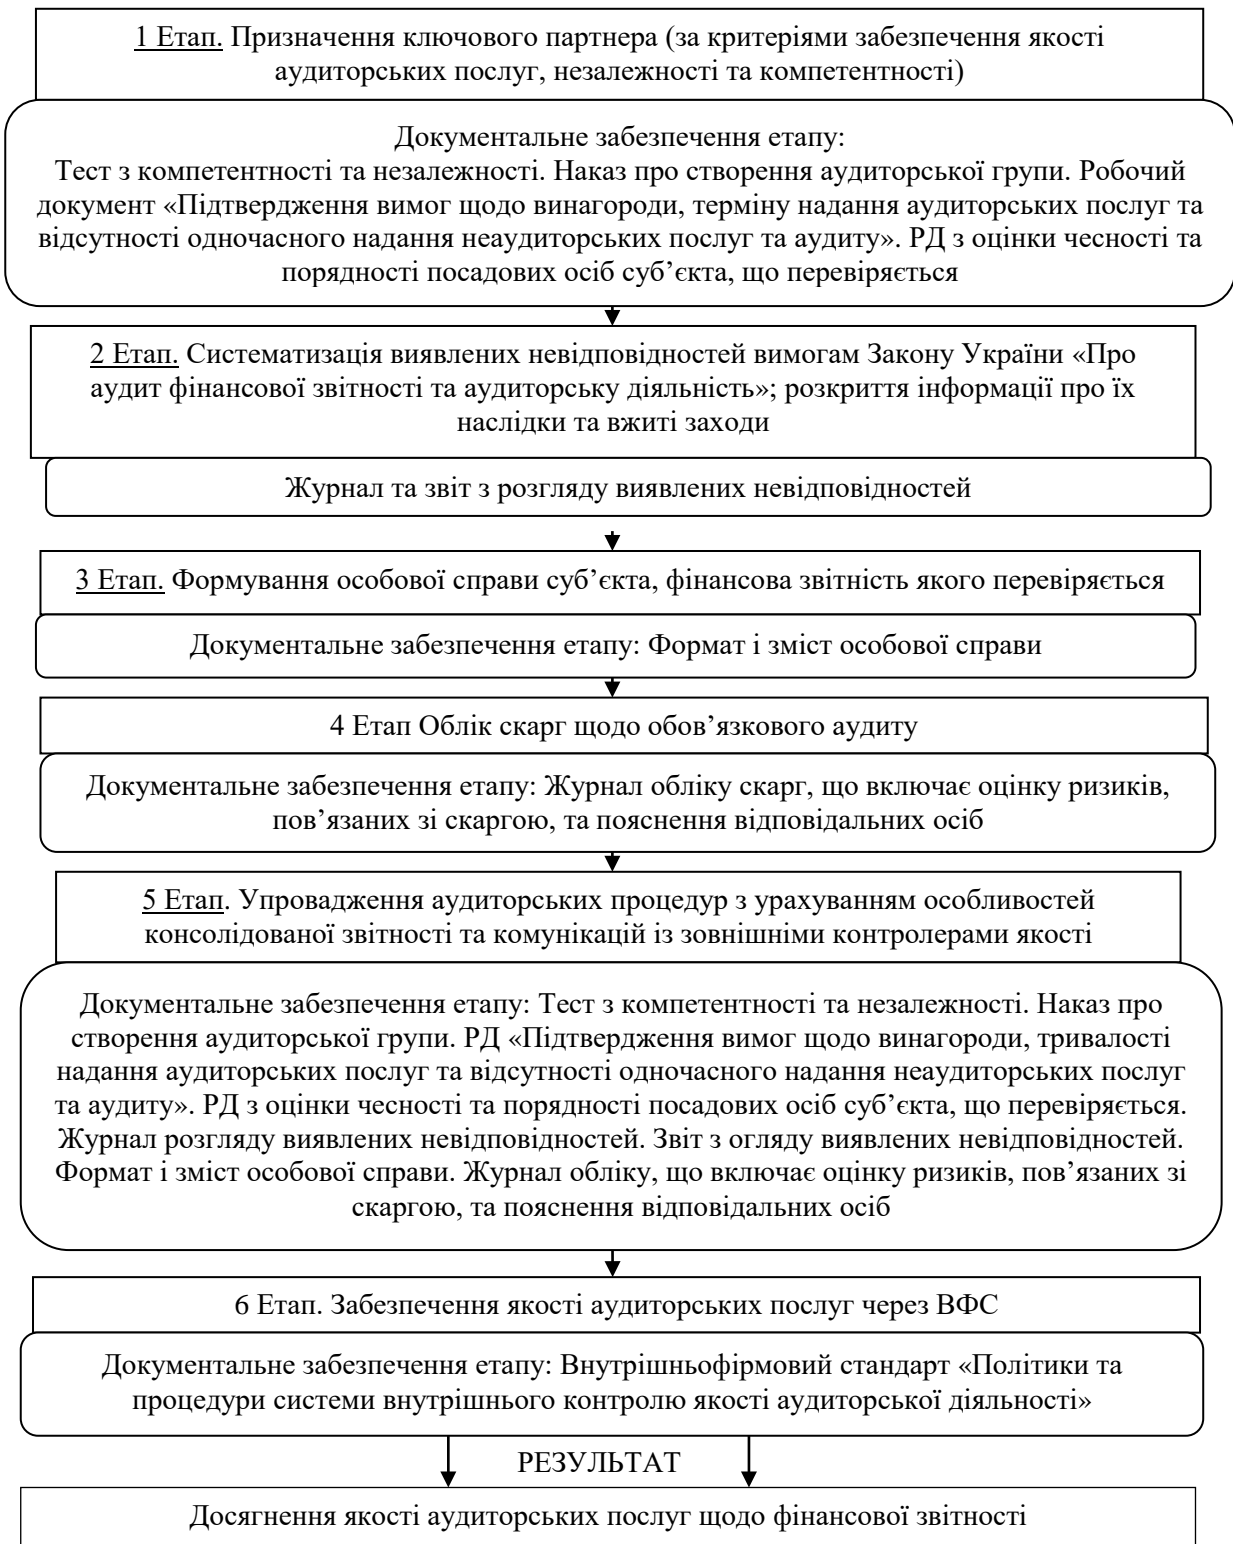 1 Етап. Призначення ключового партнера (за критеріями забезпечення якості
аудиторських послуг, незалежності та компетентності)
Документальне забезпечення етапу:
Тест з компетентності та незалежності. Наказ про створення аудиторської групи. Робочий
документ «Підтвердження вимог щодо винагороди, терміну надання аудиторських послуг та
відсутності одночасного надання неаудиторських послуг та аудиту». РД з оцінки чесності та
порядності посадових осіб суб’єкта, що перевіряється
2 Етап. Систематизація виявлених невідповідностей вимогам Закону України «Про
аудит фінансової звітності та аудиторську діяльність»; розкриття інформації про їх
наслідки та вжиті заходи
Журнал та звіт з розгляду виявлених невідповідностей
3 Етап. Формування особової справи суб’єкта, фінансова звітність якого перевіряється
Документальне забезпечення етапу: Формат і зміст особової справи
4 Етап Облік скарг щодо обов’язкового аудиту
Документальне забезпечення етапу: Журнал обліку скарг, що включає оцінку ризиків,
пов’язаних зі скаргою, та пояснення відповідальних осіб
5 Етап. Упровадження аудиторських процедур з урахуванням особливостей
консолідованої звітності та комунікацій із зовнішніми контролерами якості
Документальне забезпечення етапу: Тест з компетентності та незалежності. Наказ про
створення аудиторської групи. РД «Підтвердження вимог щодо винагороди, тривалості
надання аудиторських послуг та відсутності одночасного надання неаудиторських послуг
та аудиту». РД з оцінки чесності та порядності посадових осіб суб’єкта, що перевіряється.
Журнал розгляду виявлених невідповідностей. Звіт з огляду виявлених невідповідностей.
Формат і зміст особової справи. Журнал обліку, що включає оцінку ризиків, пов’язаних зі
скаргою, та пояснення відповідальних осіб
6 Етап. Забезпечення якості аудиторських послуг через ВФС
Документальне забезпечення етапу: Внутрішньофірмовий стандарт «Політики та
процедури системи внутрішнього контролю якості аудиторської діяльності»
РЕЗУЛЬТАТ
Досягнення якості аудиторських послуг щодо фінансової звітності